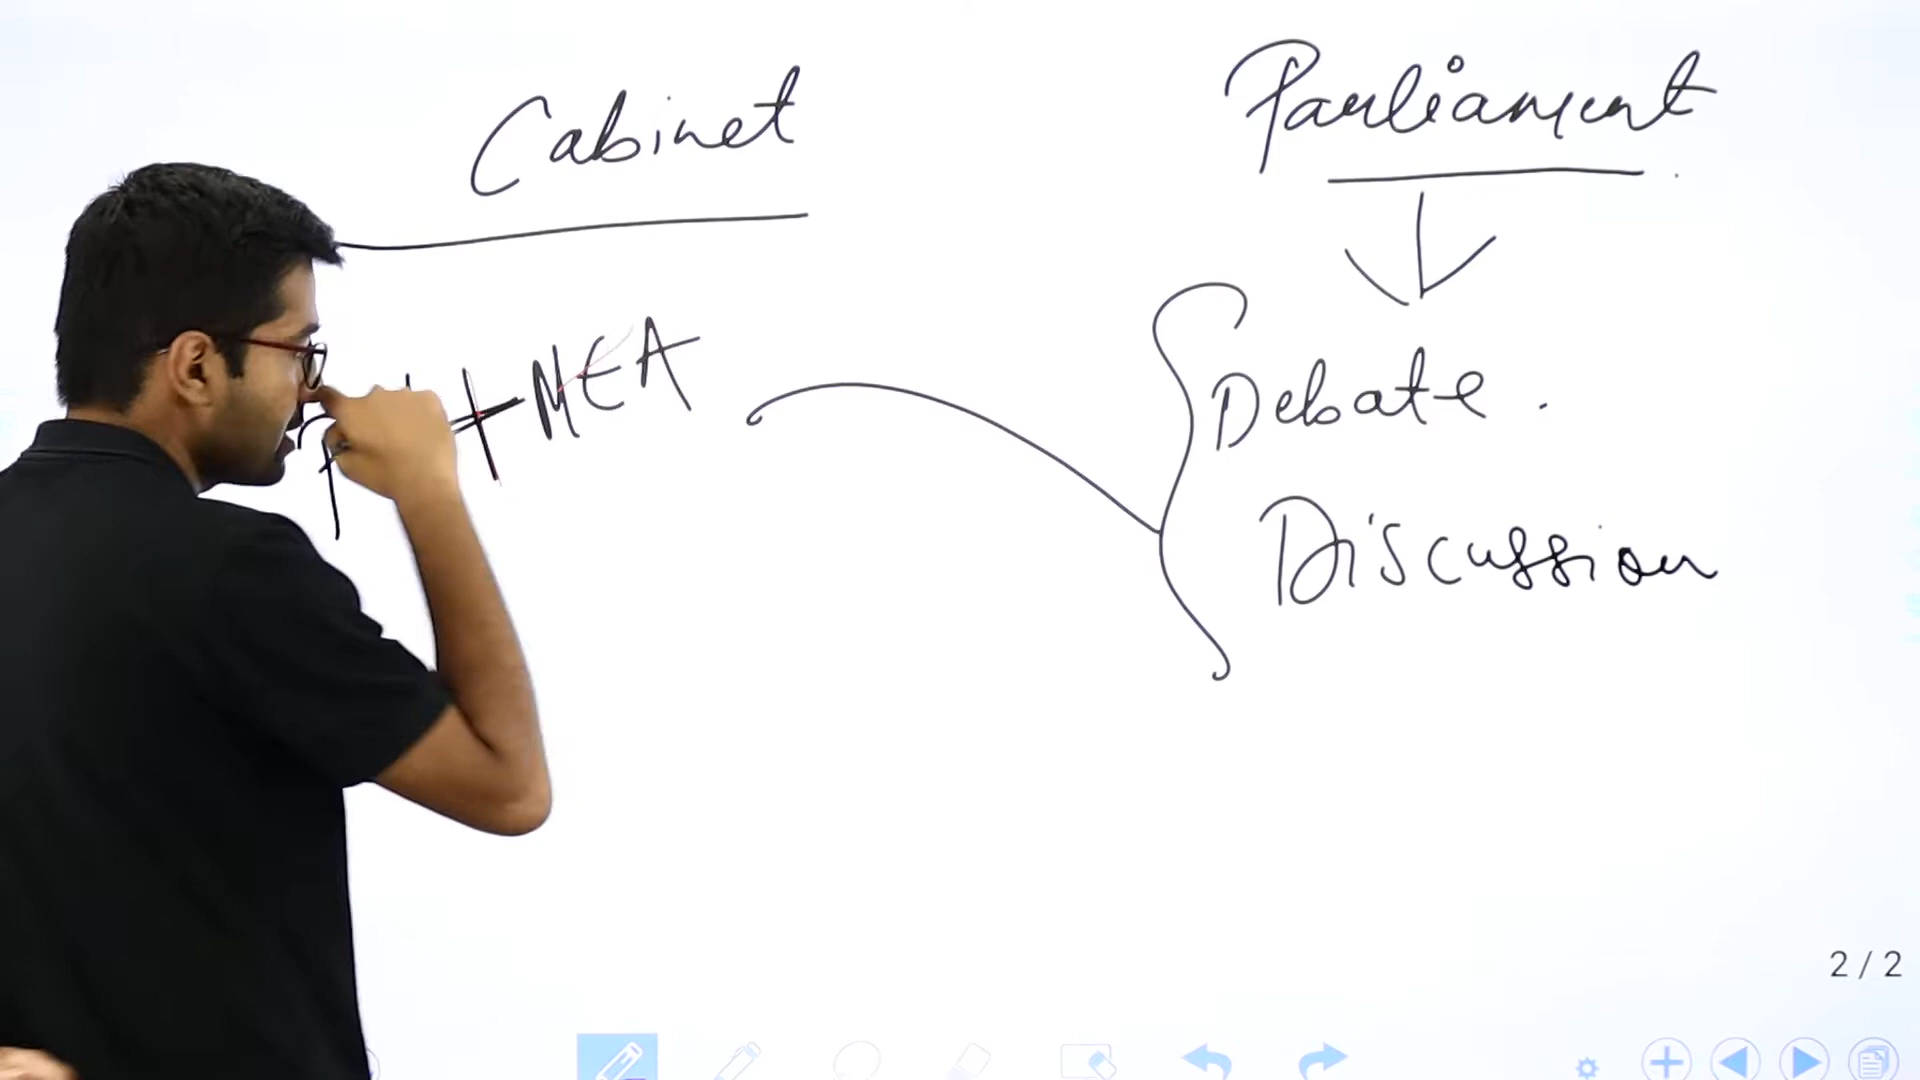 Cabinet
Parliament
+ MEA
Debate.
Discussion
2 / 2